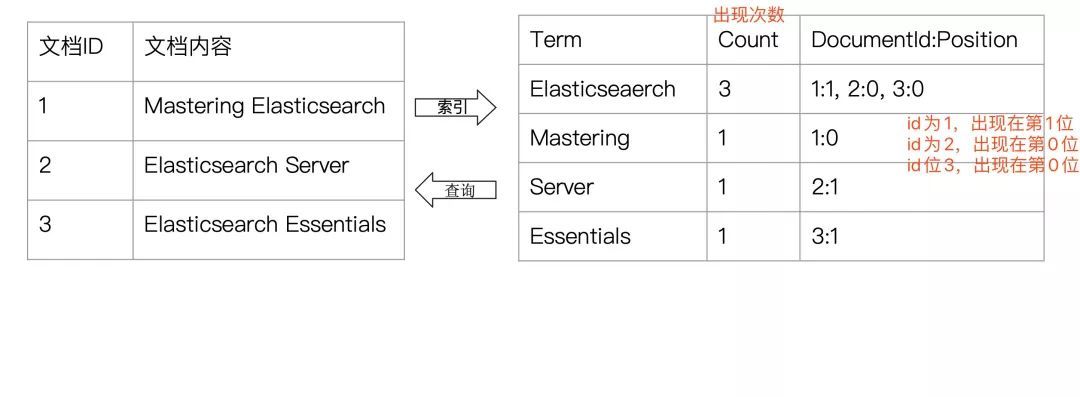 文档ID 文档内容
1 Mastering Elasticsearch
2 Elasticsearch Server
3 Elasticsearch Essentials
索引
查询
出现次数
Term Count DocumentId:Position
Elasticseaerch 3 1:1, 2:0, 3:0
Mastering 1 1:0
Server 1 2:1
Essentials 1 3:1
id为1，出现在第1位
id为2，出现在第0位
id位3，出现在第0位